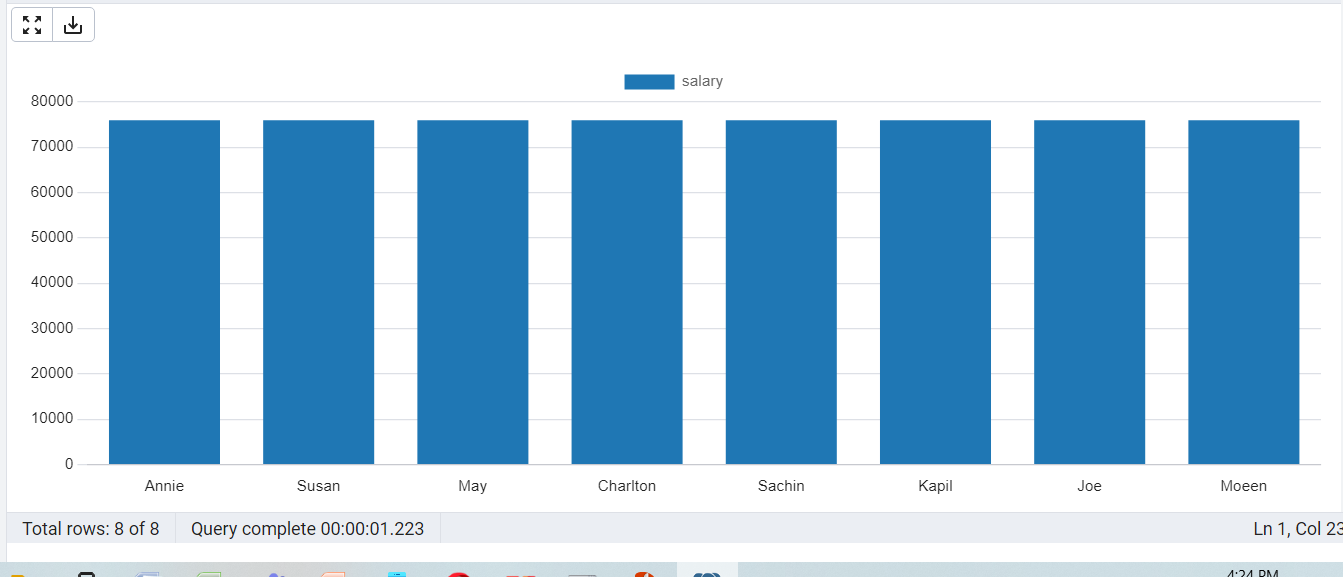 salary
80000
70000
60000
50000
40000
30000
20000
10000
0
Annie Susan May Charlton Sachin Kapil Joe Moeen
Total rows: 8 of 8 Query complete 00:00:01.223 Ln 1, Col 23
4:24 PM